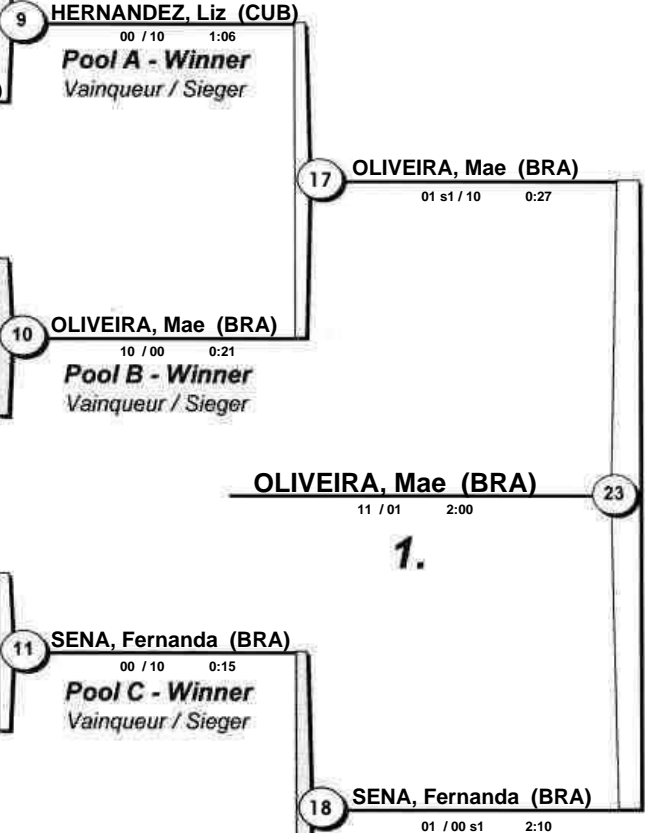 9 HERNANDEZ, Liz (CUB)
00 / 10 1:06
Pool A - Winner
Vainqueur / Sieger
17 OLIVEIRA, Mae (BRA)
01 s1 / 10 0:27
10 OLIVEIRA, Mae (BRA)
10 / 00 0:21
Pool B - Winner
Vainqueur / Sieger
OLIVEIRA, Mae (BRA) 23
11 / 01 2:00
1.
11 SENA, Fernanda (BRA)
00 / 10 0:15
Pool C - Winner
Vainqueur / Sieger
18 SENA, Fernanda (BRA)
01 / 00 s1 2:10